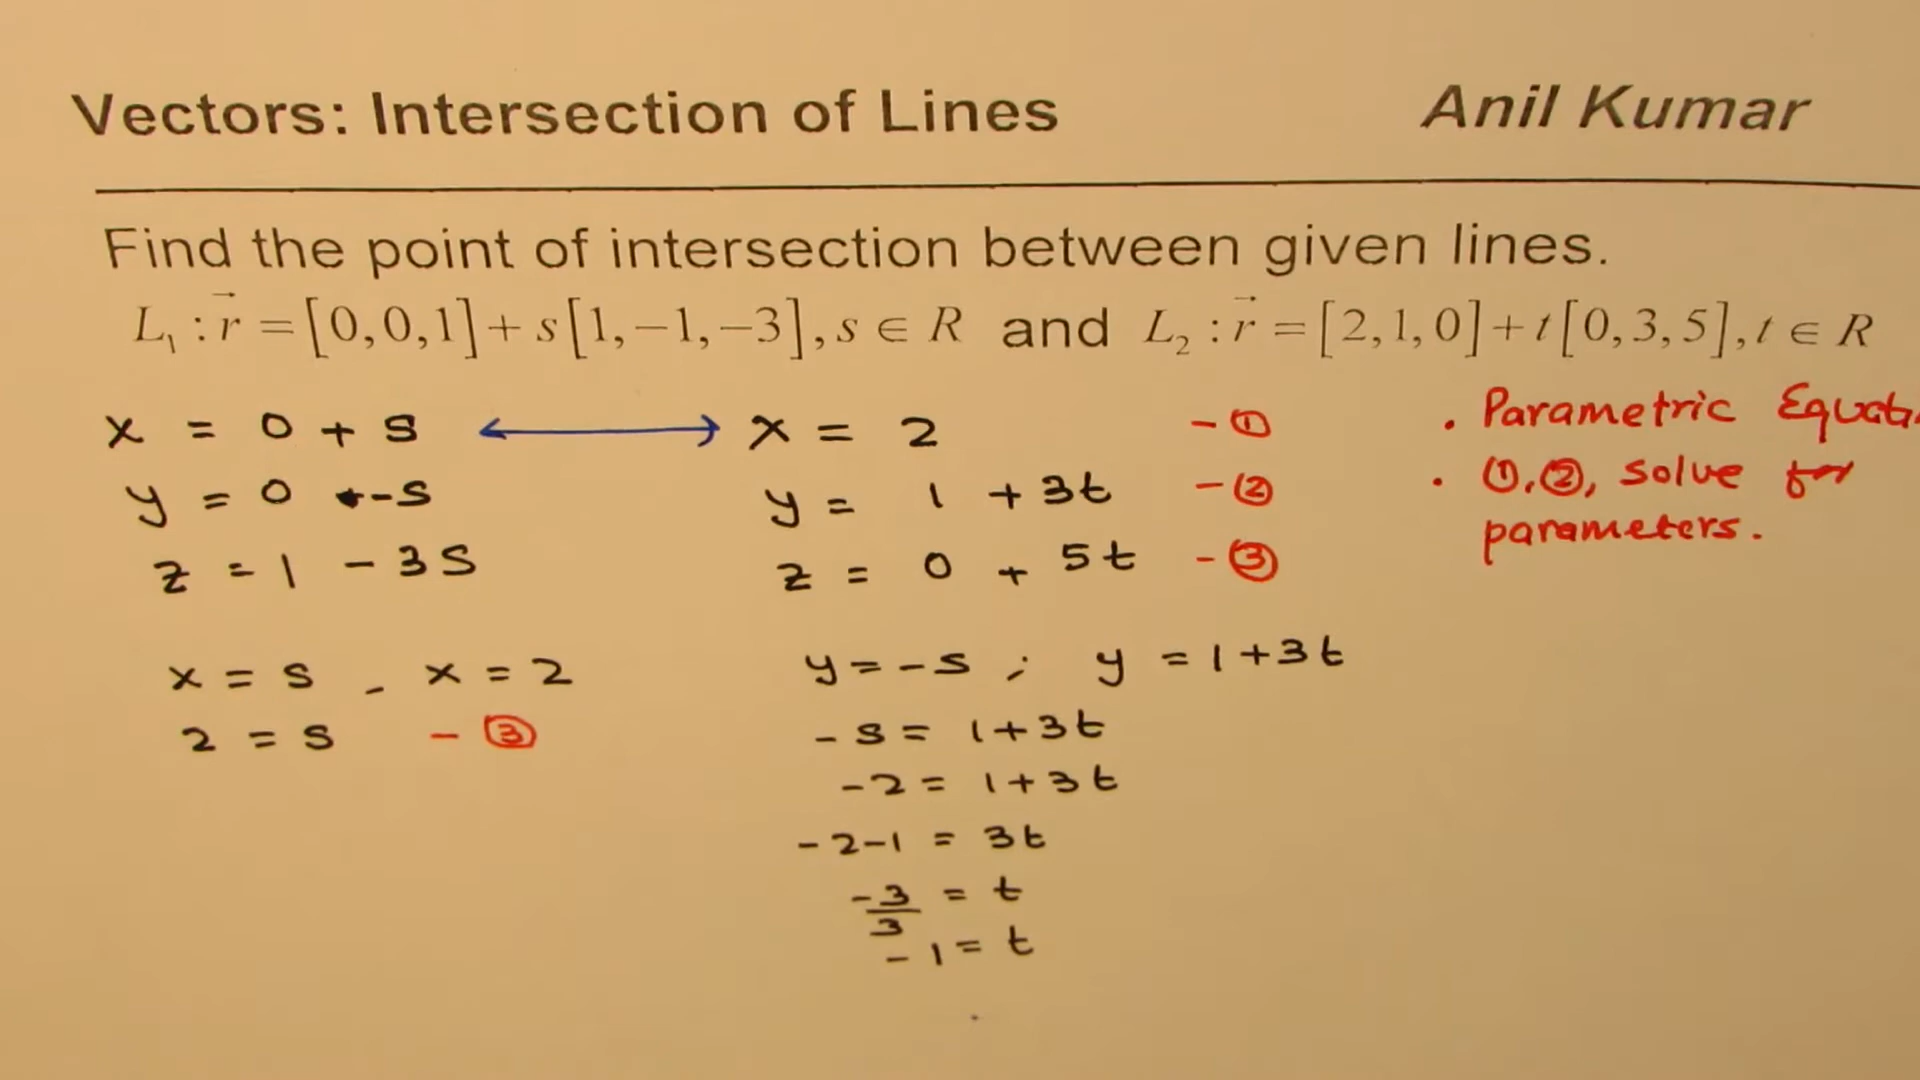 Vectors: Intersection of Lines Anil Kumar
Find the point of intersection between given lines.
L₁ : r⃗ = [0,0,1] + s[1,−1,−3], s ∈ R and L₂ : r⃗ = [2,1,0] + t[0,3,5], t ∈ R
x = 0 + s ⟷ x = 2 - ①
y = 0 - s y = 1 + 3t - ②
z = 1 - 3s z = 0 + 5t - ③
. Parametric Equati
. ①,②, solve for
parameters.
x = s - x = 2
2 = s - ③
y = -s ; y = 1 + 3t
-s = 1 + 3t
-2 = 1 + 3t
-2-1 = 3t
-3/3 = t
-1 = t